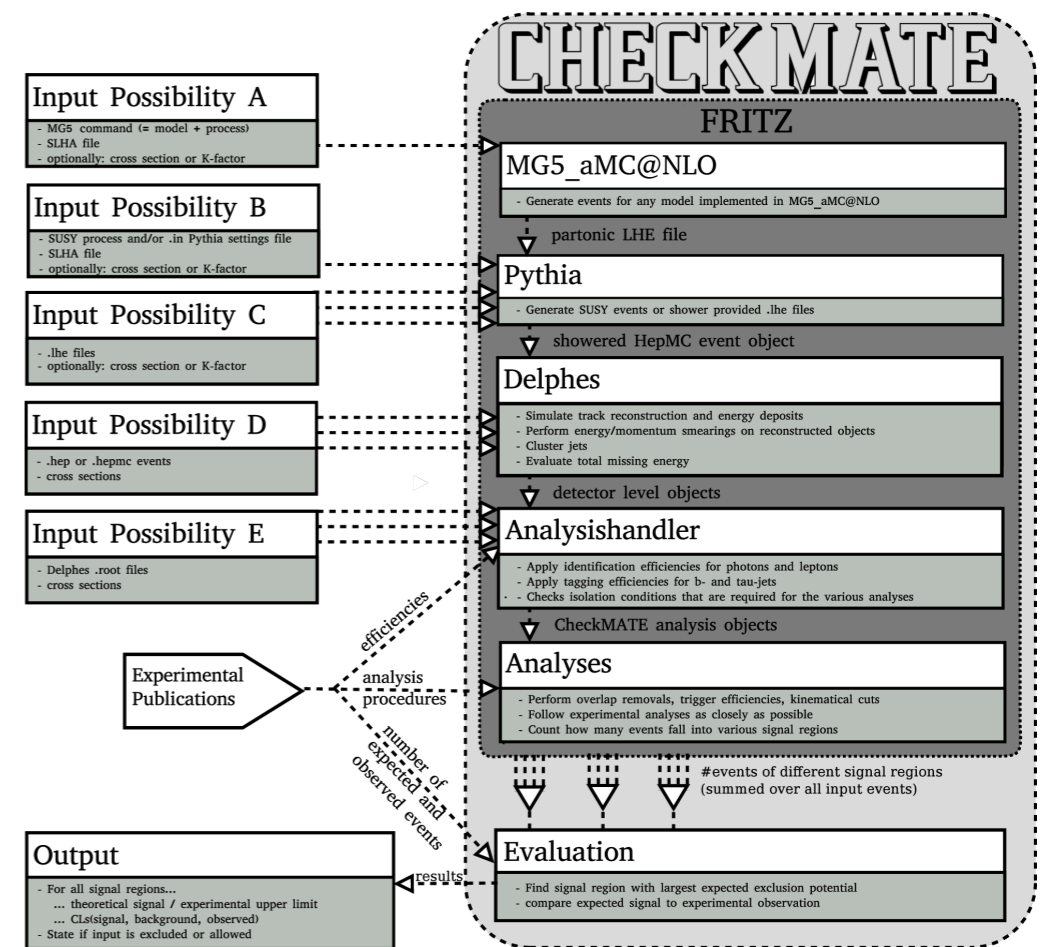 CHECKMATE
FRITZ
Input Possibility A
- MG5 command (= model + process)
- SLHA file
- optionally: cross section or K-factor
Input Possibility B
- SUSY process and/or .in Pythia settings file
- SLHA file
- optionally: cross section or K-factor
Input Possibility C
- .lhe files
- optionally: cross section or K-factor
Input Possibility D
- .hep or .hepmc events
- cross sections
Input Possibility E
- Delphes .root files
- cross sections
Experimental
Publications
efficiencies
analysis
procedures
number of
expected and
observed events
MG5_aMC@NLO
- Generate events for any model implemented in MG5_aMC@NLO
partonic LHE file
Pythia
- Generate SUSY events or shower provided .lhe files
showered HepMC event object
Delphes
- Simulate track reconstruction and energy deposits
- Perform energy/momentum smearings on reconstructed objects
- Cluster jets
- Evaluate total missing energy
detector level objects
Analysishandler
- Apply identification efficiencies for photons and leptons
- Apply tagging efficiencies for b- and tau-jets
- Checks isolation conditions that are required for the various analyses
CheckMATE analysis objects
Analyses
- Perform overlap removals, trigger efficiencies, kinematical cuts
- Follow experimental analyses as closely as possible
- Count how many events fall into various signal regions
#events of different signal regions
(summed over all input events)
Evaluation
- Find signal region with largest expected exclusion potential
- compare expected signal to experimental observation
results
Output
- For all signal regions...
... theoretical signal / experimental upper limit
... CLs(signal, background, observed)
- State if input is excluded or allowed